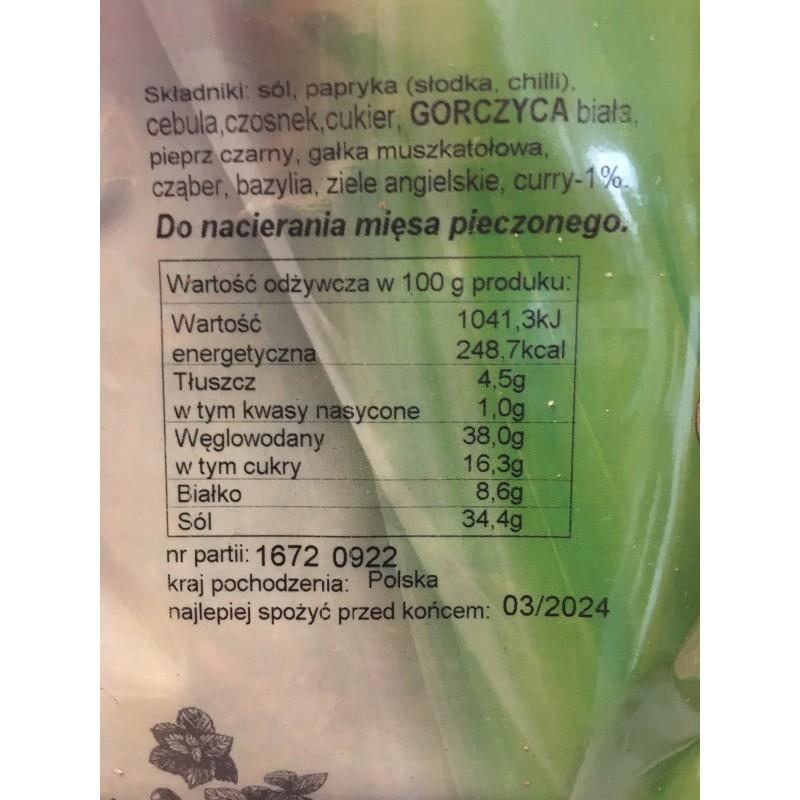 Składniki: sól, papryka (słodka, chilli),
cebula,czosnek,cukier, GORCZYCA biała,
pieprz czarny, gałka muszkatołowa,
cząber, bazylia, ziele angielskie, curry-1%.
Do nacierania mięsa pieczonego.
Wartość odżywcza w 100 g produku:
Wartość 1041,3kJ
energetyczna 248,7kcal
Tłuszcz 4,5g
w tym kwasy nasycone 1,0g
Węglowodany 38,0g
w tym cukry 16,3g
Białko 8,6g
Sól 34,4g
nr partii: 1672 0922
kraj pochodzenia: Polska
najlepiej spożyć przed końcem: 03/2024